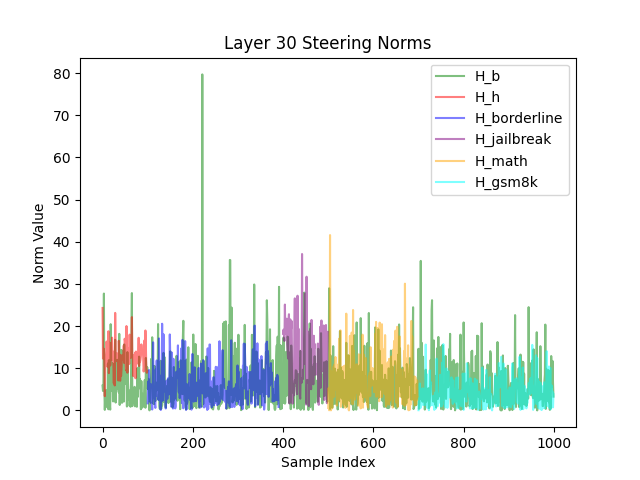 Layer 30 Steering Norms
H_b
H_h
H_borderline
H_jailbreak
H_math
H_gsm8k
Norm Value
80
70
60
50
40
30
20
10
0
0 200 400 600 800 1000
Sample Index